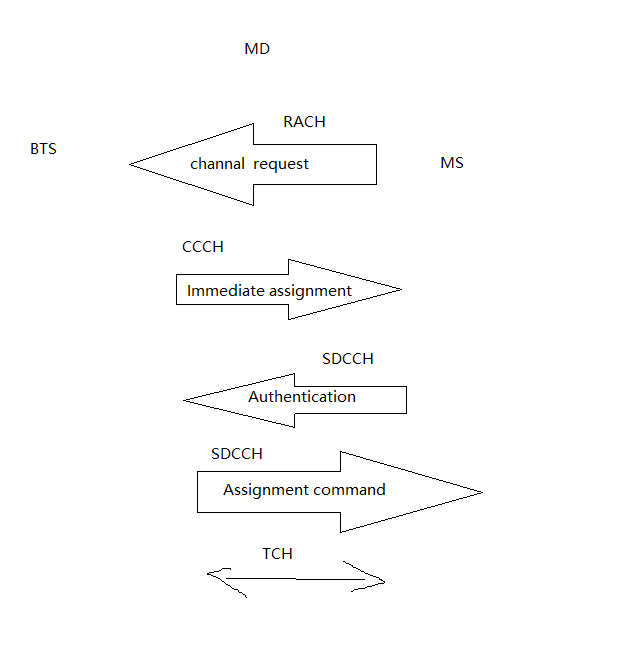 MD
RACH
BTS
channal request
MS
CCCH
Immediate assignment
SDCCH
Authentication
SDCCH
Assignment command
TCH